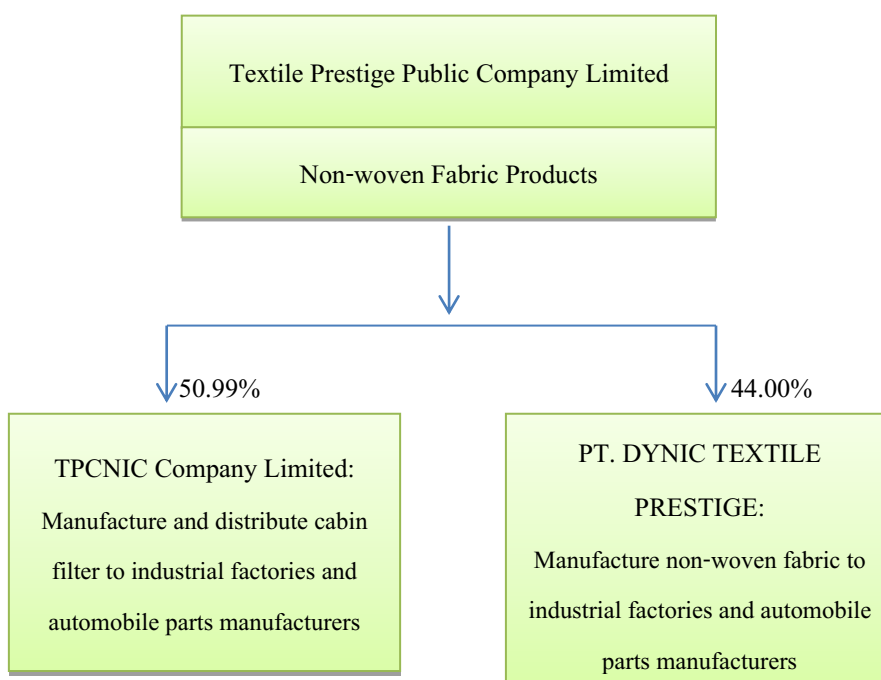 Textile Prestige Public Company Limited
Non-woven Fabric Products
50.99%
44.00%
TPCNIC Company Limited:
Manufacture and distribute cabin
filter to industrial factories and
automobile parts manufacturers
PT. DYNIC TEXTILE
PRESTIGE:
Manufacture non-woven fabric to
industrial factories and automobile
parts manufacturers